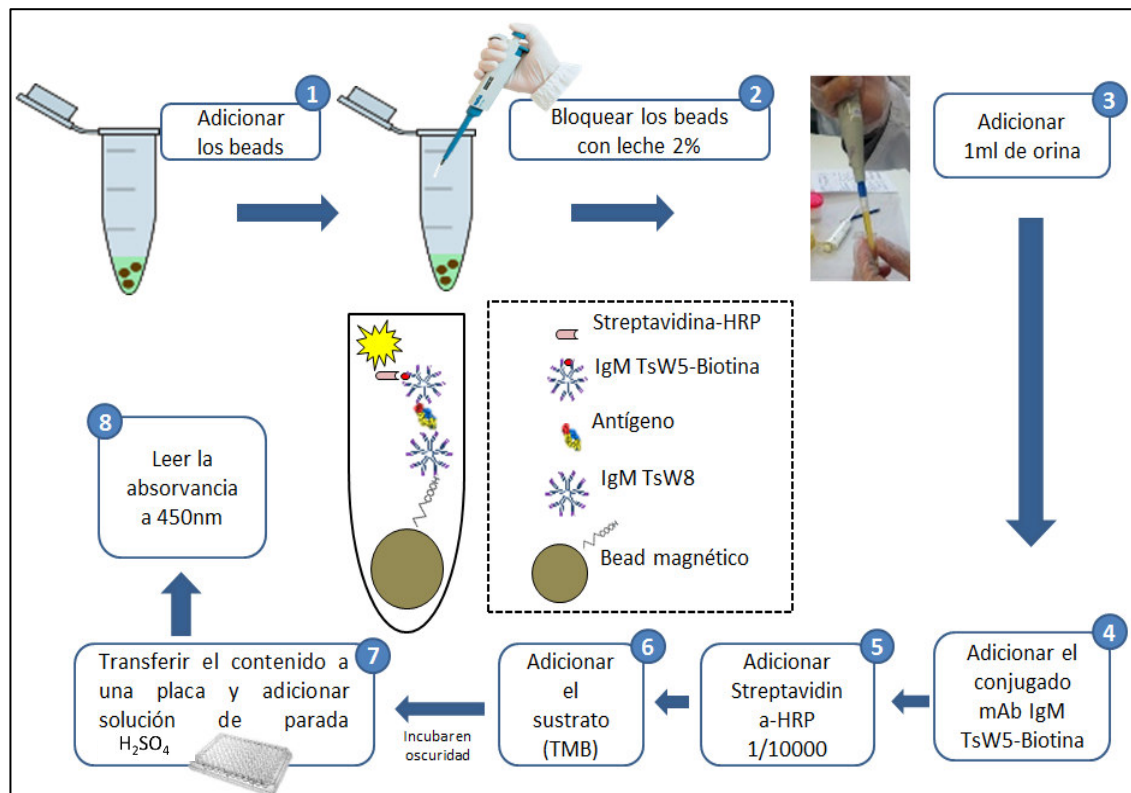 1
Adicionar
los beads
2
Bloquear los beads
con leche 2%
3
Adicionar
1ml de orina
Streptavidina-HRP
IgM TsW5-Biotina
Antígeno
IgM TsW8
Bead magnético
COOH
COOH
4
Adicionar el
conjugado
mAb IgM
TsW5-Biotina
5
Adicionar
Streptavidin
a-HRP
1/10000
6
Adicionar
el
sustrato
(TMB)
Incubar en
oscuridad
7
Transferir el contenido a
una placa y adicionar
solución de parada
H₂SO₄
8
Leer la
absorvancia
a 450nm